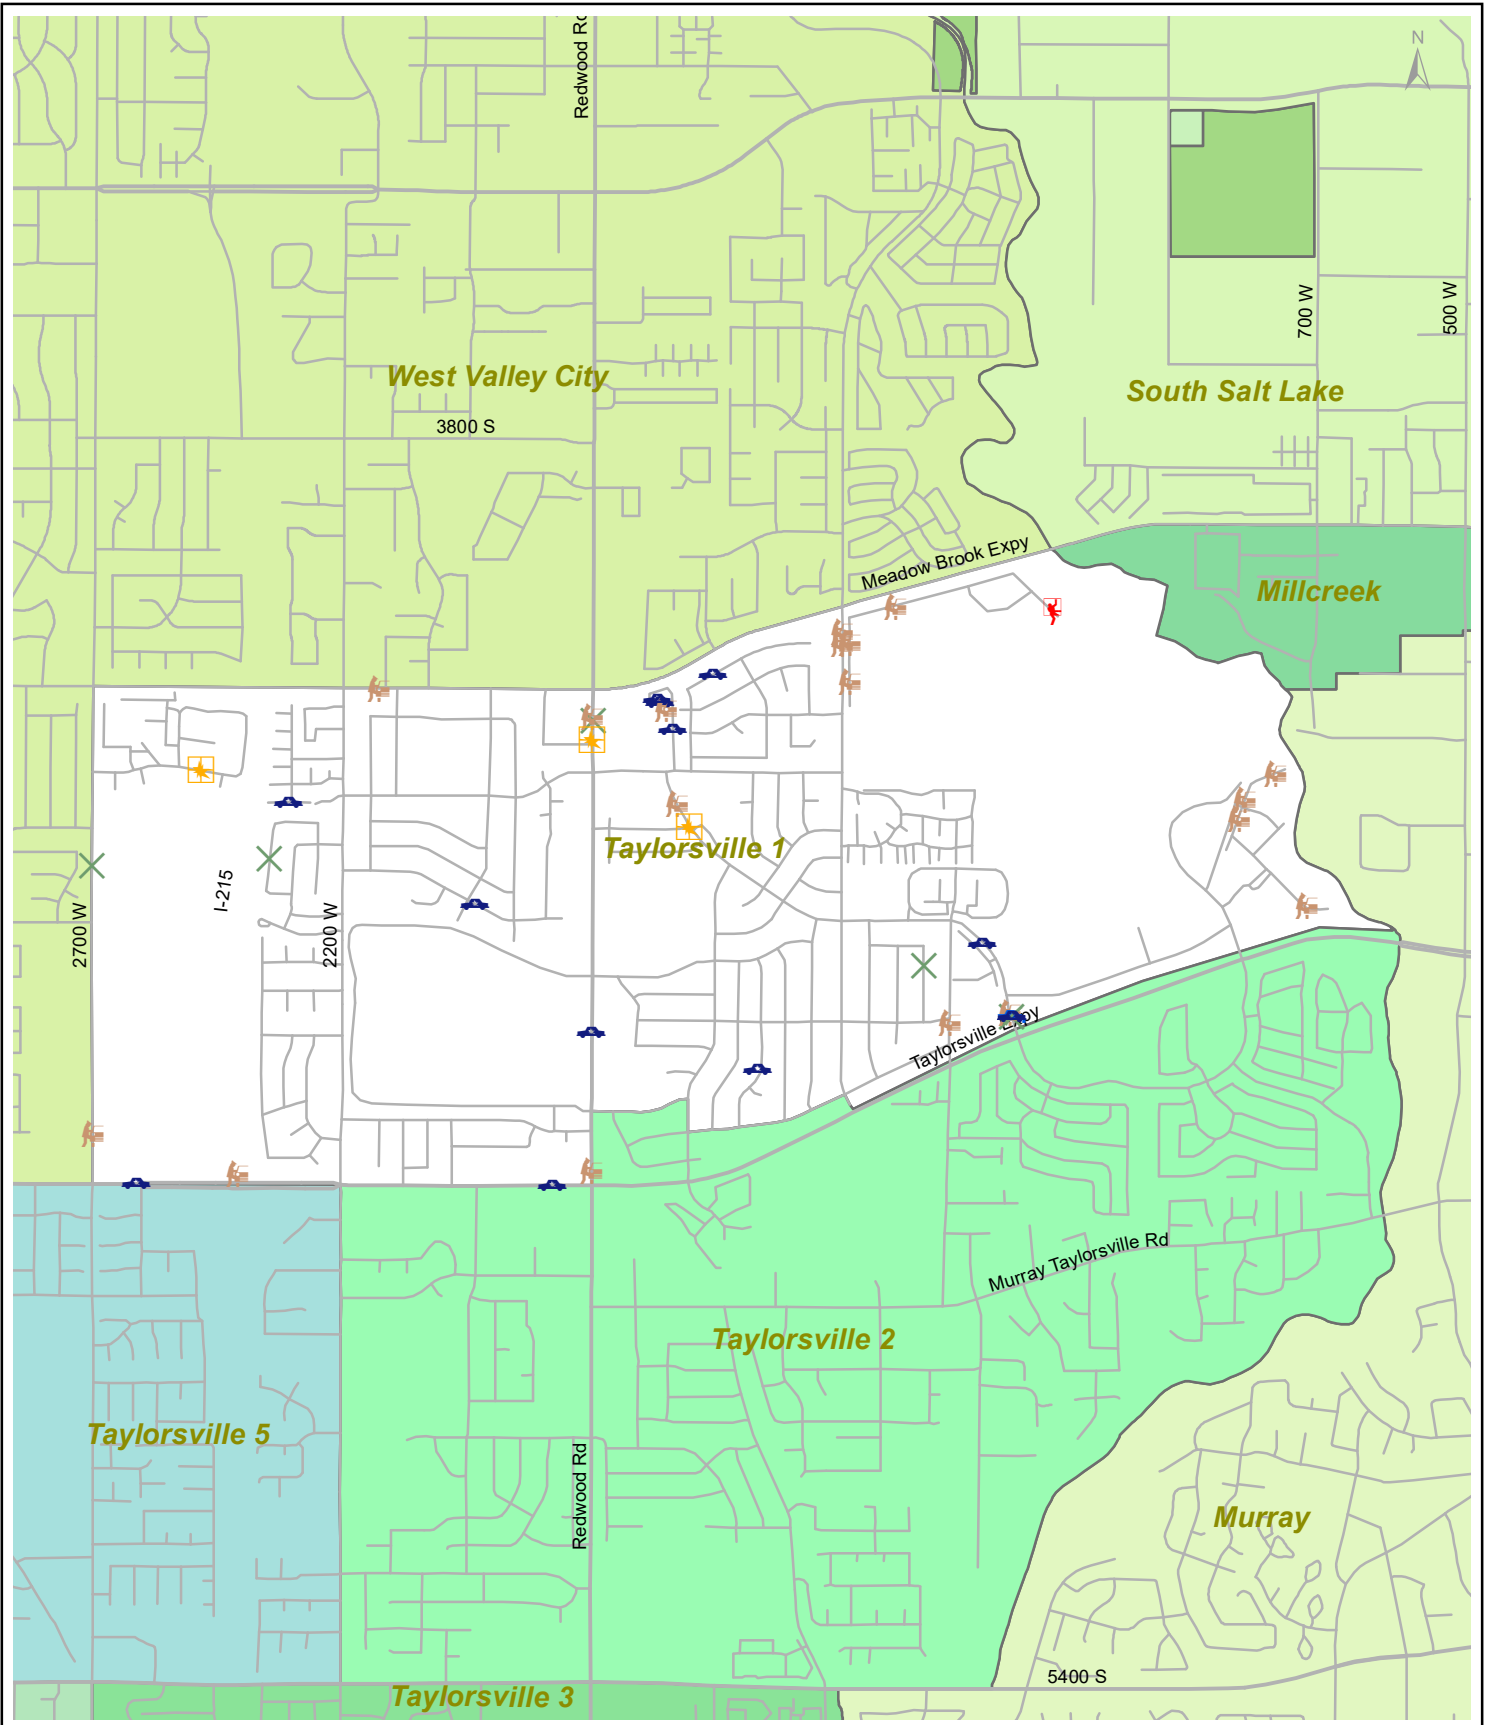 Redwood Rd
N
700 W
500 W
West Valley City
South Salt Lake
3800 S
Meadow Brook Expy
Millcreek
Taylorsville 1
I-215
2700 W
2200 W
Taylorsville Expy
Murray Taylorsville Rd
Taylorsville 2
Taylorsville 5
Redwood Rd
Murray
5400 S
Taylorsville 3